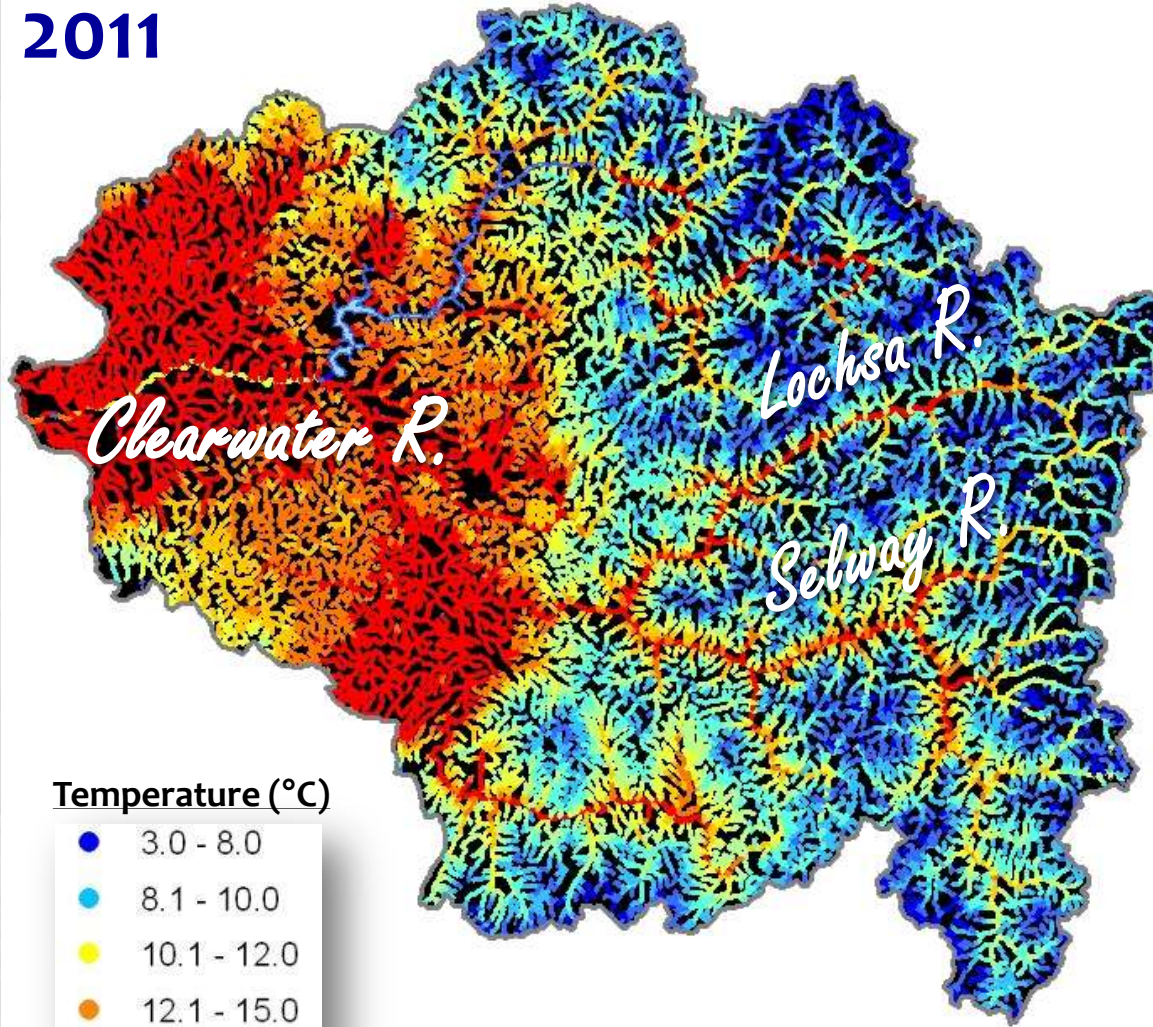 2011
Lochsa R.
Clearwater R.
Selway R.
Temperature (°C)
3.0 - 8.0
8.1 - 10.0
10.1 - 12.0
12.1 - 15.0